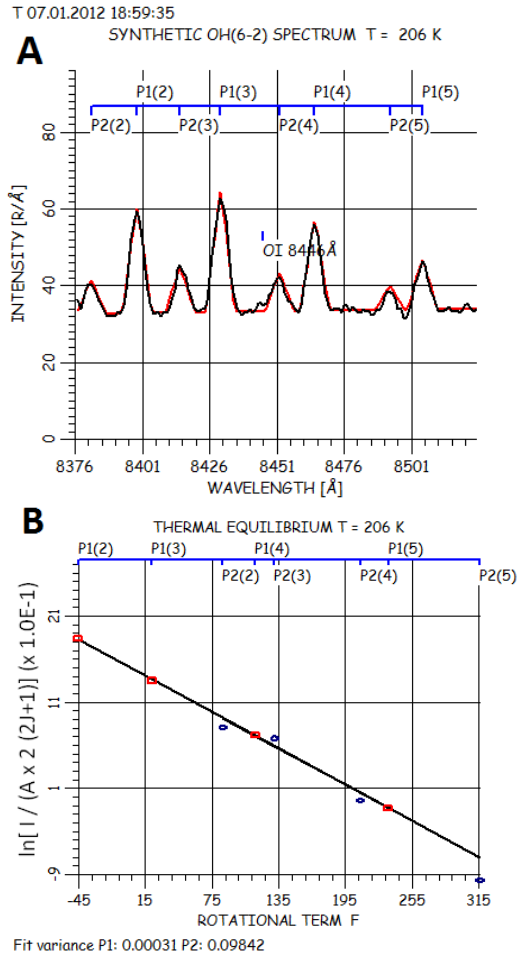 T 07.01.2012 18:59:35
SYNTHETIC OH(6-2) SPECTRUM T = 206 K
A
P1(2) P1(3) P1(4) P1(5)
P2(2) P2(3) P2(4) P2(5)
80
60
OI 8446Å
40
20
0
INTENSITY [R/Å]
8376 8401 8426 8451 8476 8501
WAVELENGTH [Å]
B
THERMAL EQUILIBRIUM T = 206 K
P1(2) P1(3) P1(4) P1(5)
P2(2) P2(3) P2(4) P2(5)
21
11
1
-9
ln[ I / (A x 2 (2J+1)] (x 1.0E-1)
-45 15 75 135 195 255 315
ROTATIONAL TERM F
Fit variance P1: 0.00031 P2: 0.09842